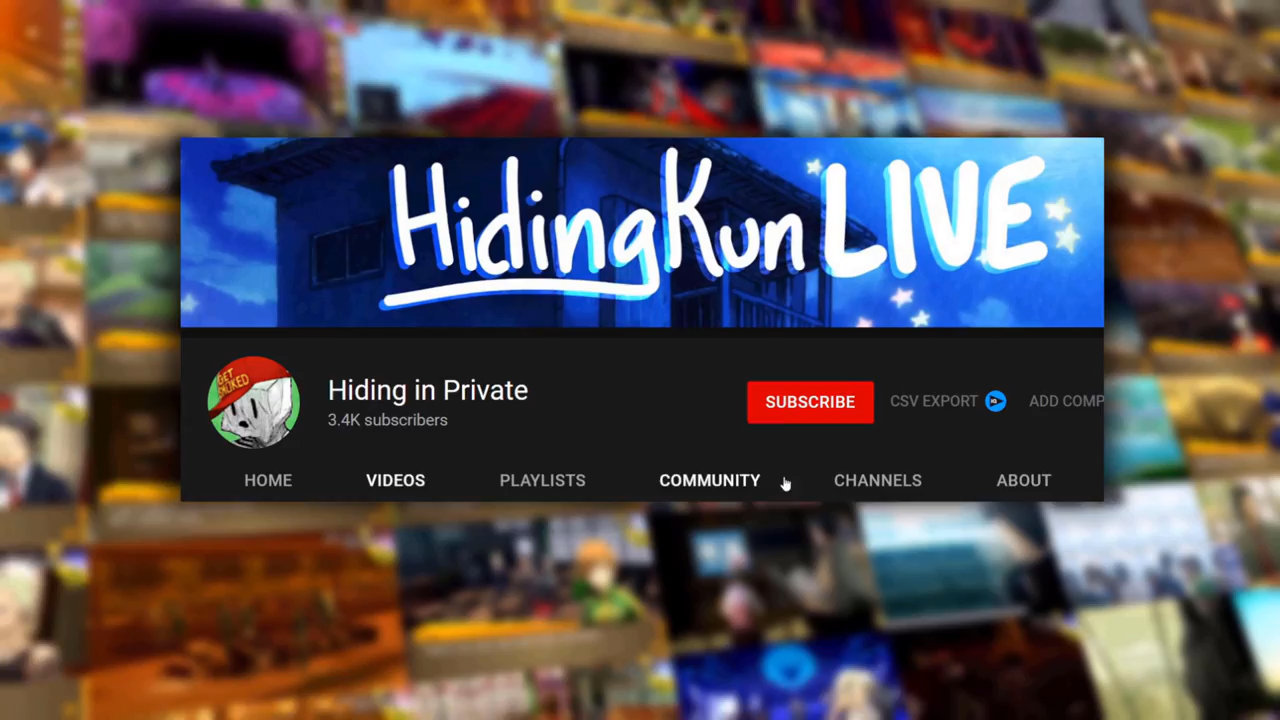 HidingKun LIVE
GET
SMOKED
Hiding in Private
3.4K subscribers
SUBSCRIBE
CSV EXPORT
ADD COMP
HOME
VIDEOS
PLAYLISTS
COMMUNITY
CHANNELS
ABOUT